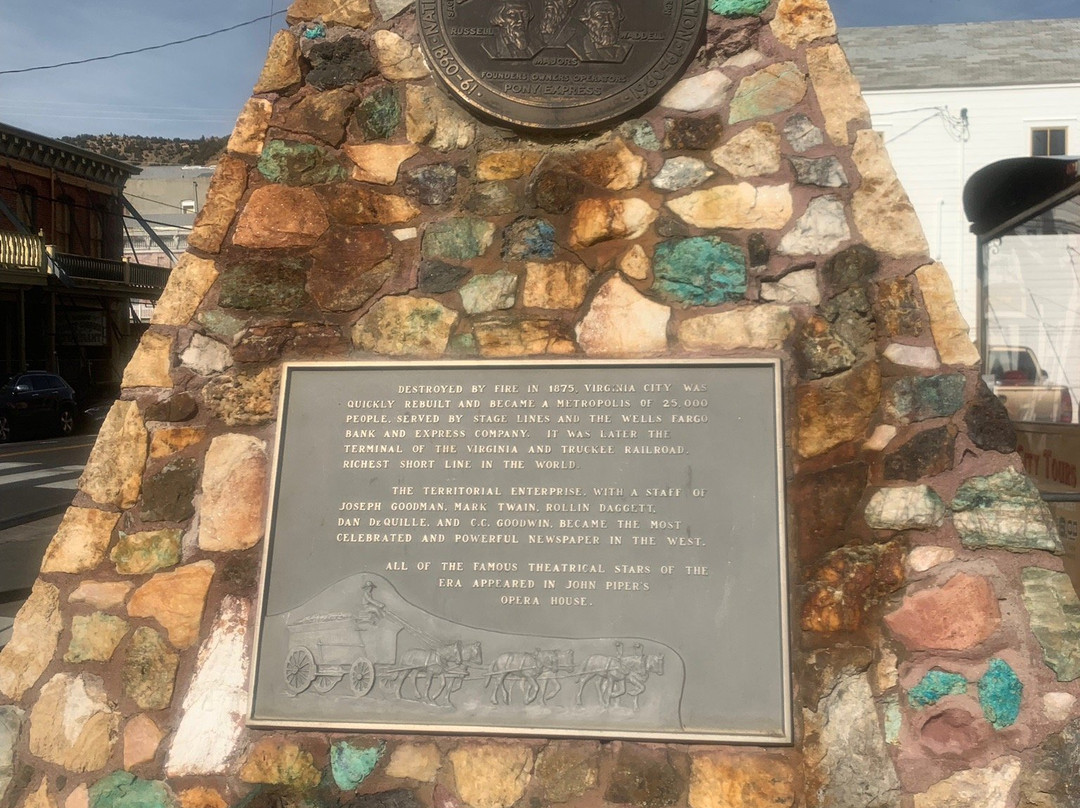 RUSSELL
WADDELL
MAJORS
FOUNDERS, OWNERS, OPERATORS
PONY EXPRESS
1860-61
1960-61
DESTROYED BY FIRE IN 1875, VIRGINIA CITY WAS
QUICKLY REBUILT AND BECAME A METROPOLIS OF 25,000
PEOPLE, SERVED BY STAGE LINES AND THE WELLS FARGO
BANK AND EXPRESS COMPANY. IT WAS LATER THE
TERMINAL OF THE VIRGINIA AND TRUCKEE RAILROAD,
RICHEST SHORT LINE IN THE WORLD.
THE TERRITORIAL ENTERPRISE, WITH A STAFF OF
JOSEPH GOODMAN, MARK TWAIN, ROLLIN DAGGETT,
DAN DeQUILLE, AND C.C. GOODWIN, BECAME THE MOST
CELEBRATED AND POWERFUL NEWSPAPER IN THE WEST.
ALL OF THE FAMOUS THEATRICAL STARS OF THE
ERA APPEARED IN JOHN PIPER'S
OPERA HOUSE.